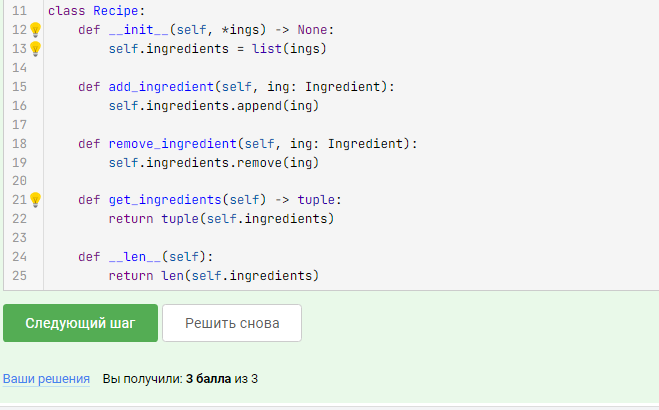 11 class Recipe:
12     def __init__(self, *ings) -> None:
13         self.ingredients = list(ings)
14
15     def add_ingredient(self, ing: Ingredient):
16         self.ingredients.append(ing)
17
18     def remove_ingredient(self, ing: Ingredient):
19         self.ingredients.remove(ing)
20
21     def get_ingredients(self) -> tuple:
22         return tuple(self.ingredients)
23
24     def __len__(self):
25         return len(self.ingredients)
Следующий шаг Решить снова
Ваши решения Вы получили: 3 балла из 3